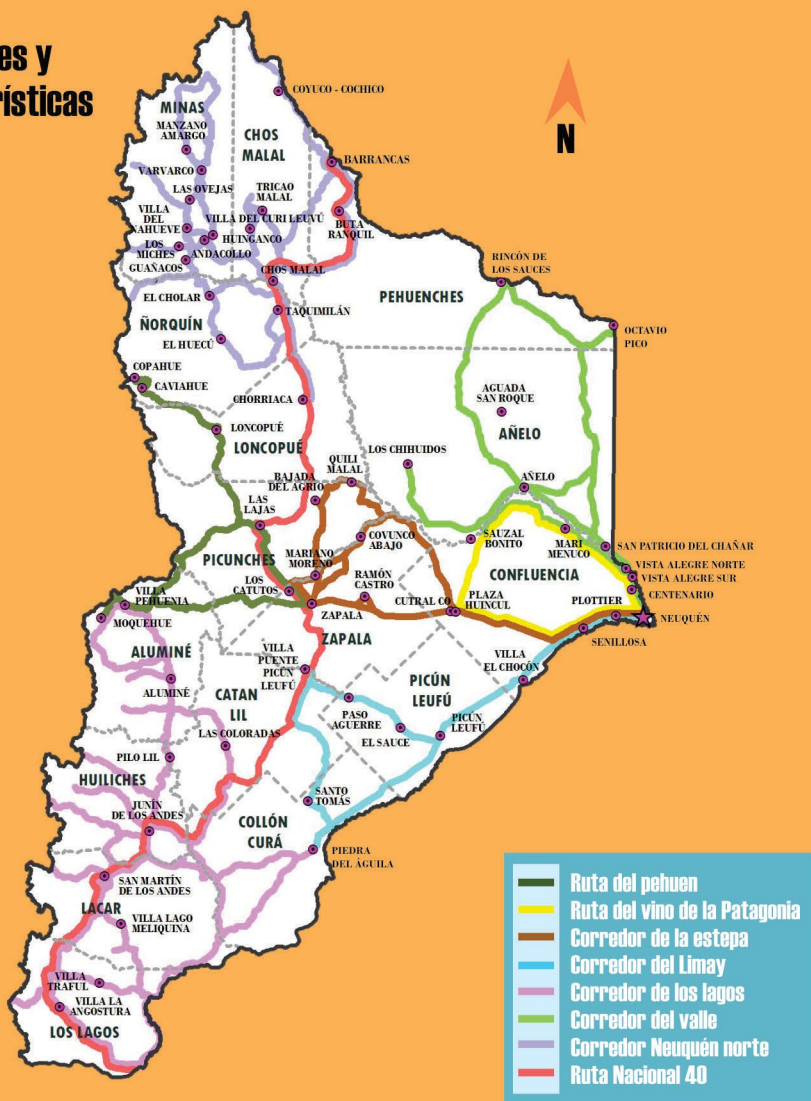 es y
rísticas
N
MINAS
MANZANO
AMARGO
CHOS
MALAL
COYUCO - COCHICO
BARRANCAS
VARVARCO
LAS OVEJAS
TRICAO
MALAL
VILLA
DEL
NAHUEVE
VILLA DEL CURI LEUVÚ
BUTA
RANQUIL
HUINGANCO
LOS
MICHES
ANDACOLLO
GUAÑACOS
CHOS MALAL
RINCÓN DE
LOS SAUCES
EL CHOLAR
TAQUIMILÁN
PEHUENCHES
ÑORQUÍN
EL HUECÚ
OCTAVIO
PICO
COPAHUE
CAVIAHUE
CHORRIACA
AGUADA
SAN ROQUE
AÑELO
LONCOPUÉ
LONCOPUÉ
LOS CHIHUIDOS
QUILI
MALAL
BAJADA
DEL AGRIO
AÑELO
LAS
LAJAS
COVUNCO
ABAJO
SAUZAL
BONITO
MARI
MENUCO
SAN PATRICIO DEL CHAÑAR
PICUNCHES
MARIANO
MORENO
VISTA ALEGRE NORTE
VISTA ALEGRE SUR
CONFLUENCIA
RAMÓN
CASTRO
LOS
CATUTOS
CENTENARIO
VILLA
PEHUENIA
CUTRAL CO
PLAZA
HUINCUL
PLOTTIER
MOQUEHUE
ZAPALA
NEUQUÉN
SENILLOSA
ZAPALA
ALUMINÉ
VILLA
PUENTE
PICÚN
LEUFÚ
VILLA
EL CHOCÓN
ALUMINÉ
CATAN
LIL
PICÚN
LEUFÚ
PASO
AGUERRE
PICÚN
LEUFÚ
LAS COLORADAS
EL SAUCE
PILO LIL
HUILICHES
SANTO
TOMÁS
JUNÍN
DE LOS ANDES
COLLÓN
CURÁ
PIEDRA
DEL ÁGUILA
SAN MARTÍN
DE LOS ANDES
LACAR
VILLA LAGO
MELIQUINA
VILLA
TRAFUL
VILLA LA
ANGOSTURA
LOS LAGOS
Ruta del pehuen
Ruta del vino de la Patagonia
Corredor de la estepa
Corredor del Limay
Corredor de los lagos
Corredor del valle
Corredor Neuquén norte
Ruta Nacional 40